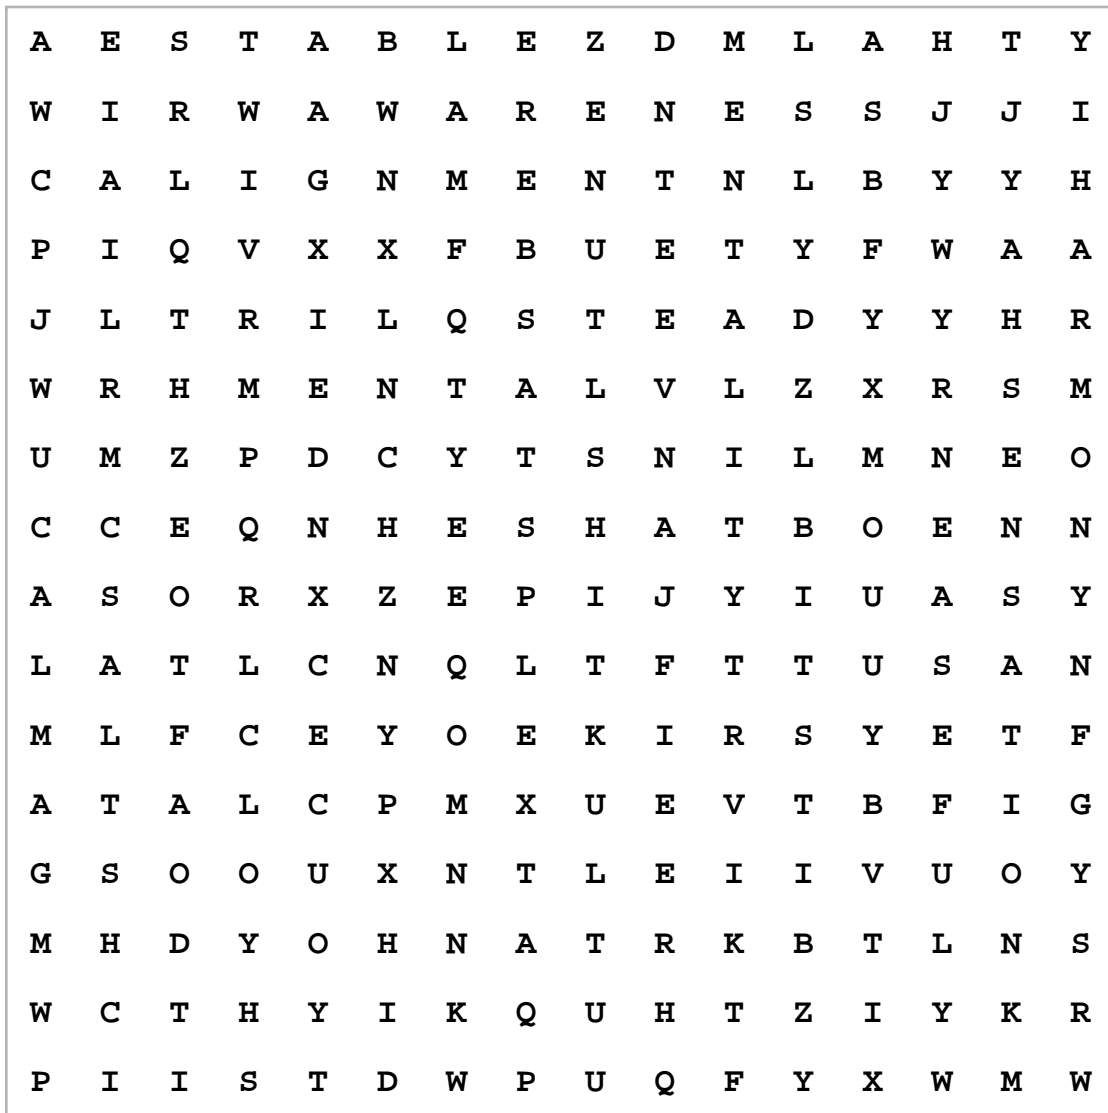 A E S T A B L E Z D M L A H T Y
W I R W A W A R E N E S S J J I
C A L I G N M E N T N L B Y Y H
P I Q V X X F B U E T Y F W A A
J L T R I L Q S T E A D Y Y H R
W R H M E N T A L V L Z X R S M
U M Z P D C Y T S N I L M N E O
C C E Q N H E S H A T B O E N N
A S O R X Z E P I J Y I U A S Y
L A T L C N Q L T F T T U S A N
M L F C E Y O E K I R S Y E T F
A T A L C P M X U E V T B F I G
G S O O U X N T L E I I V U O Y
M H D Y O H N A T R K B T L N S
W C T H Y I K Q U H T Z I Y K R
P I I S T D W P U Q F Y X W M W